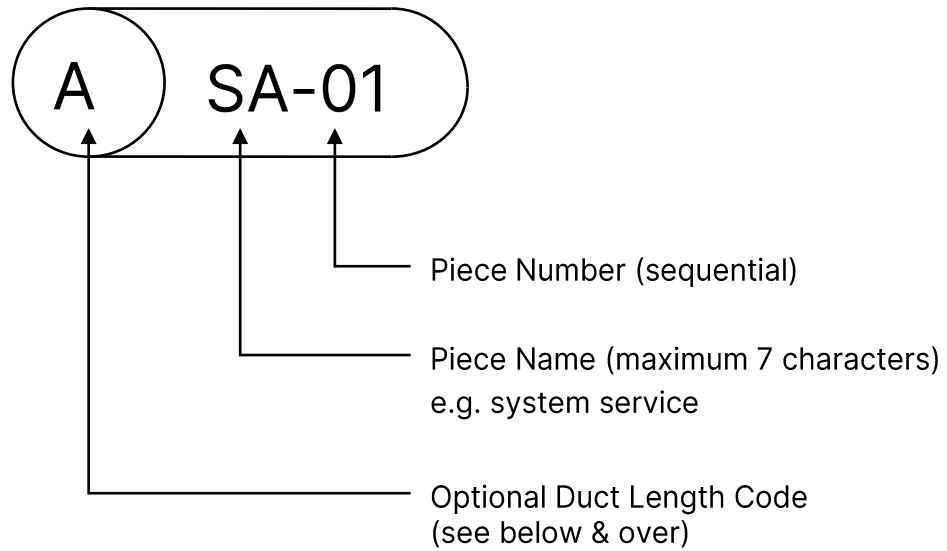 A SA-01
Piece Number (sequential)
Piece Name (maximum 7 characters)
e.g. system service
Optional Duct Length Code
(see below & over)